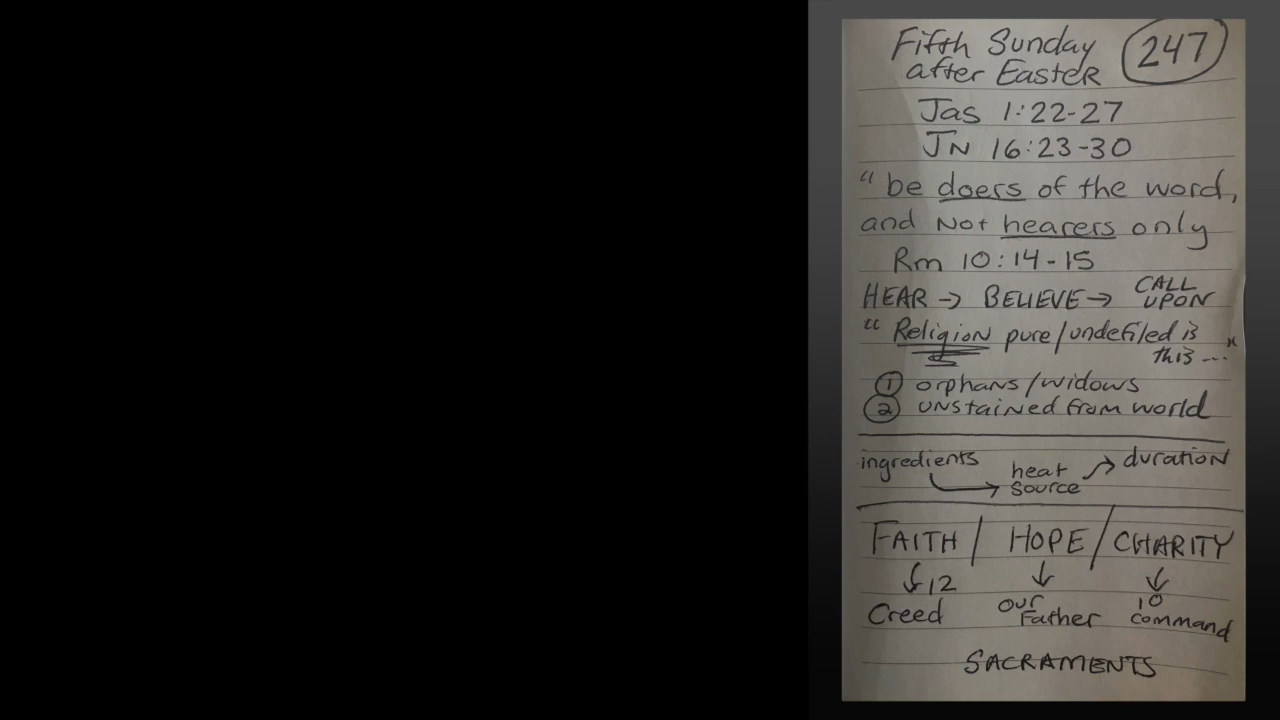 Fifth Sunday 247
after Easter
Jas 1:22-27
JN 16:23-30
“be doers of the word,
and Not hearers only
Rm 10:14-15
HEAR → BELIEVE → CALL UPON
“Religion pure/undefiled is
this ...”
① orphans/widows
② unstained from world
ingredients heat source duration
FAITH / HOPE / CHARITY
↓12 ↓ ↓
Creed our Father 10 command
SACRAMENTS